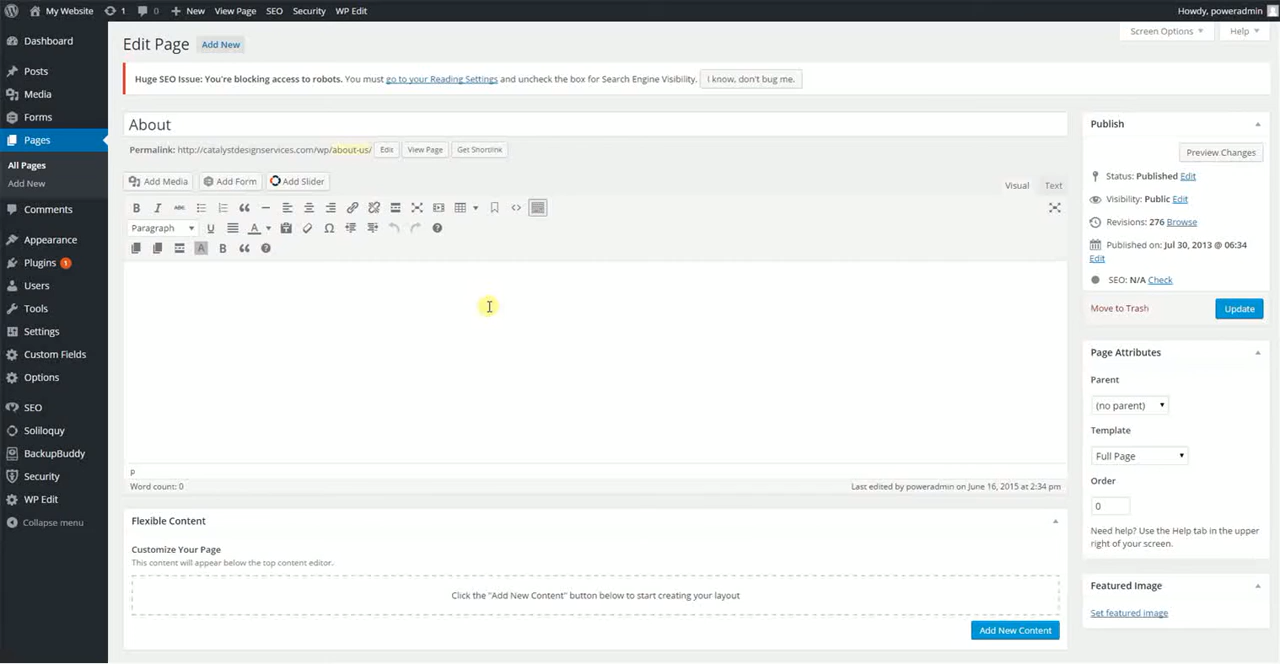 My Website 1 0 New View Page SEO Security WP Edit Howdy, poweradmin
Dashboard
Posts
Media
Forms
Pages
All Pages
Add New
Comments
Appearance
Plugins 1
Users
Tools
Settings
Custom Fields
Options
SEO
Soliloquy
BackupBuddy
Security
WP Edit
Collapse menu
Screen Options Help
Edit Page Add New
Huge SEO Issue: You're blocking access to robots. You must go to your Reading Settings and uncheck the box for Search Engine Visibility. I know, don't bug me.
About
Permalink: http://catalystdesignservices.com/wp/about-us/ Edit View Page Get Shortlink
Add Media Add Form Add Slider
Visual Text
B I ABC
Paragraph U A
A B
P
Word count: 0 Last edited by poweradmin on June 16, 2015 at 2:34 pm
Flexible Content
Customize Your Page
This content will appear below the top content editor.
Click the "Add New Content" button below to start creating your layout
Add New Content
Publish
Preview Changes
Status: Published Edit
Visibility: Public Edit
Revisions: 276 Browse
Published on: Jul 30, 2013 @ 06:34
Edit
SEO: N/A Check
Move to Trash Update
Page Attributes
Parent
(no parent)
Template
Full Page
Order
0
Need help? Use the Help tab in the upper
right of your screen.
Featured Image
Set featured image